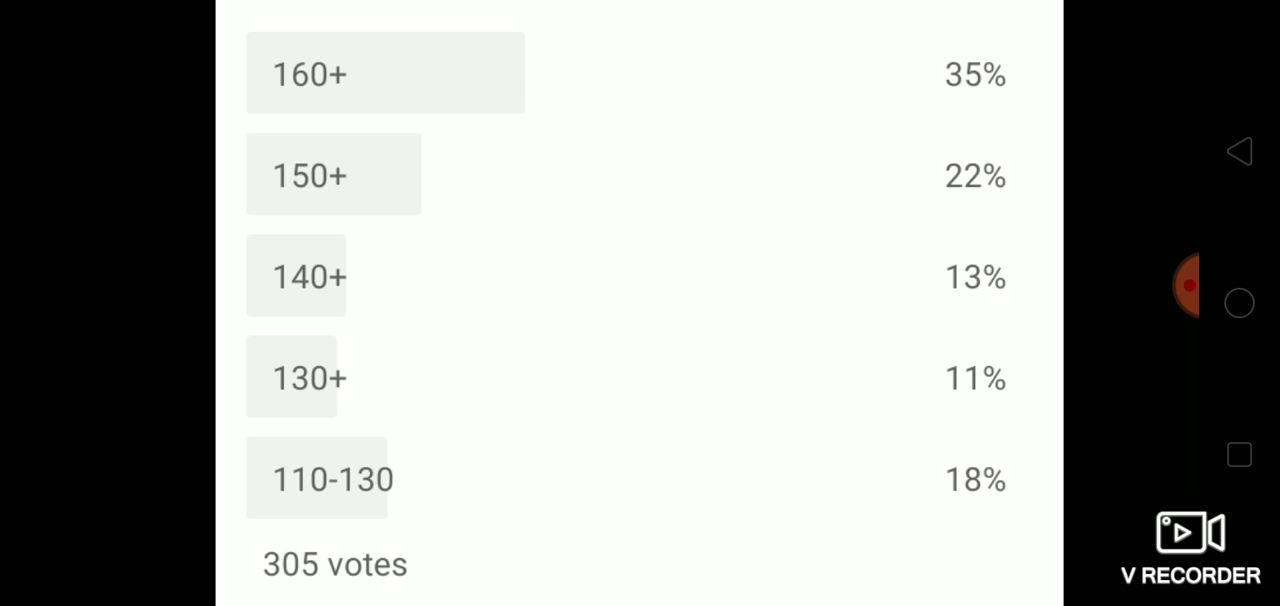 160+ 35%
150+ 22%
140+ 13%
130+ 11%
110-130 18%
305 votes
V RECORDER